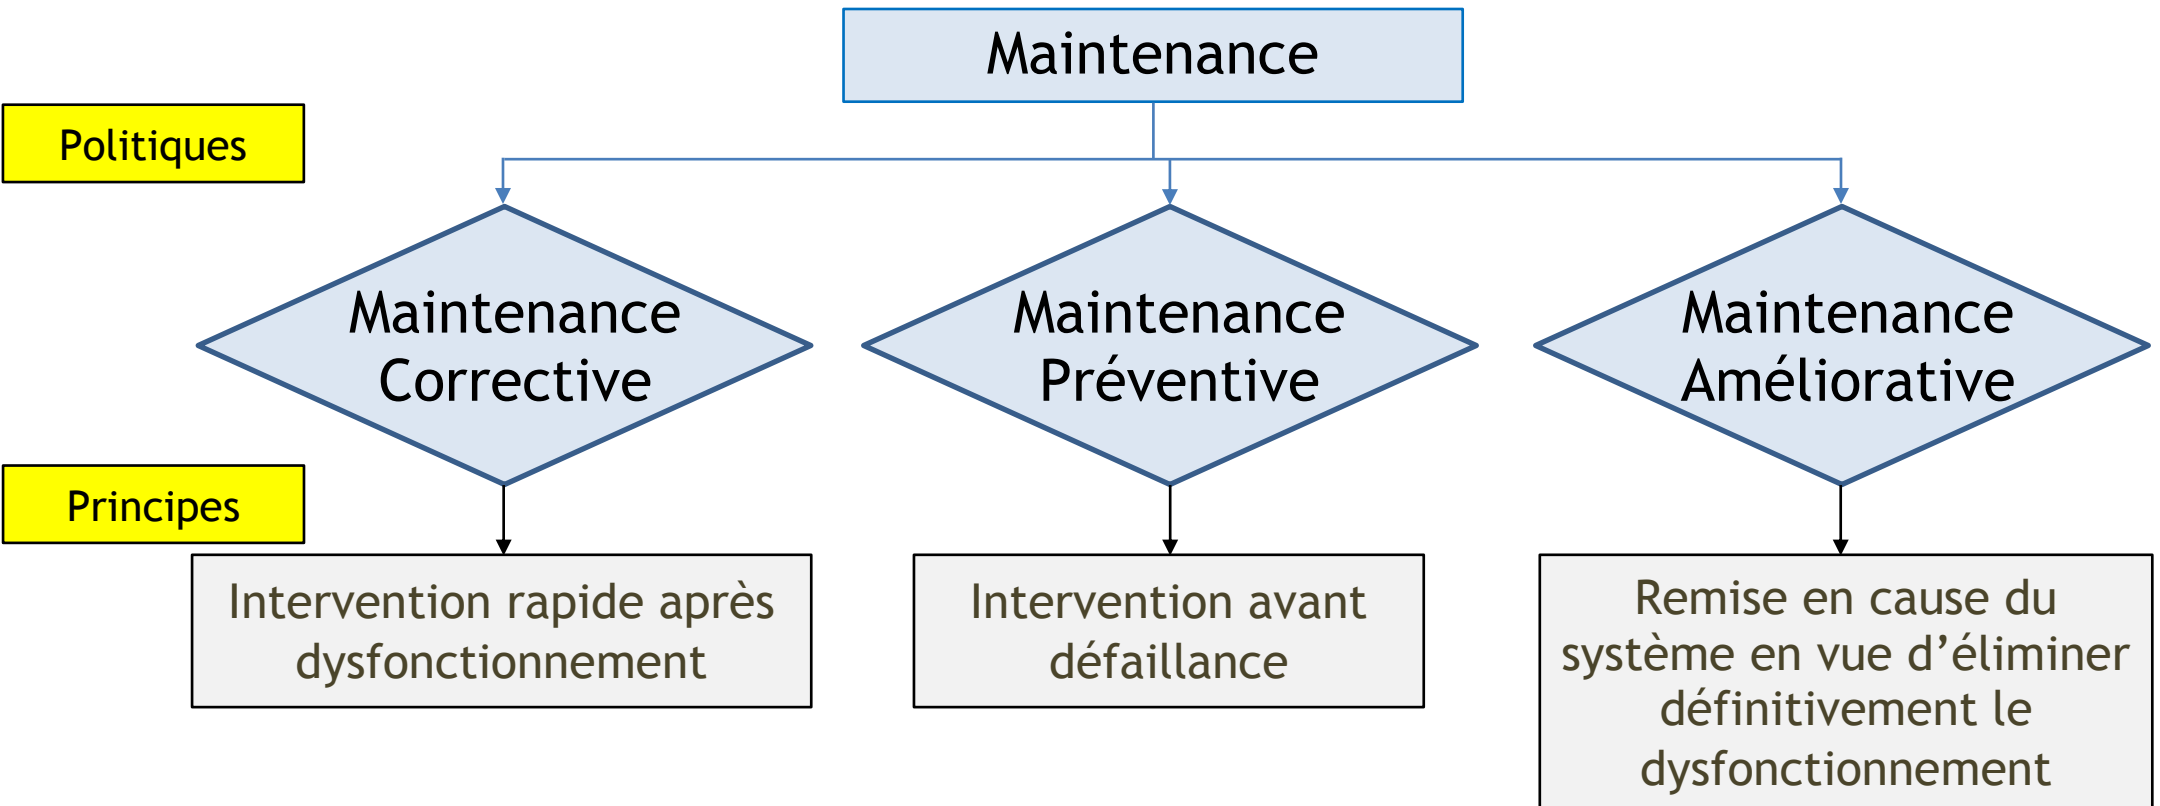 Maintenance
Politiques
Maintenance
Corrective
Maintenance
Préventive
Maintenance
Améliorative
Principes
Intervention rapide après
dysfonctionnement
Intervention avant
défaillance
Remise en cause du
système en vue d’éliminer
définitivement le
dysfonctionnement